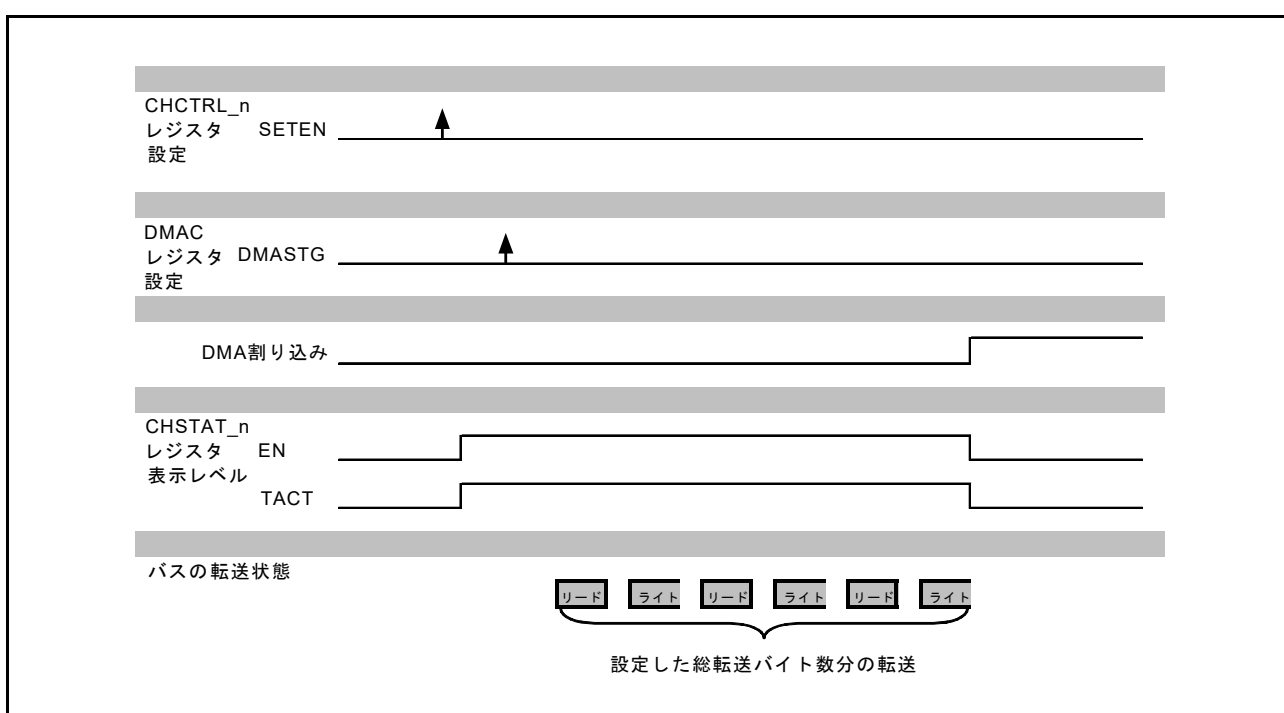 CHCTRL_n
レジスタ SETEN
設定
DMAC
レジスタ DMASTG
設定
DMA割り込み
CHSTAT_n
レジスタ EN
表示レベル
TACT
バスの転送状態
リード ライト リード ライト リード ライト
設定した総転送バイト数分の転送